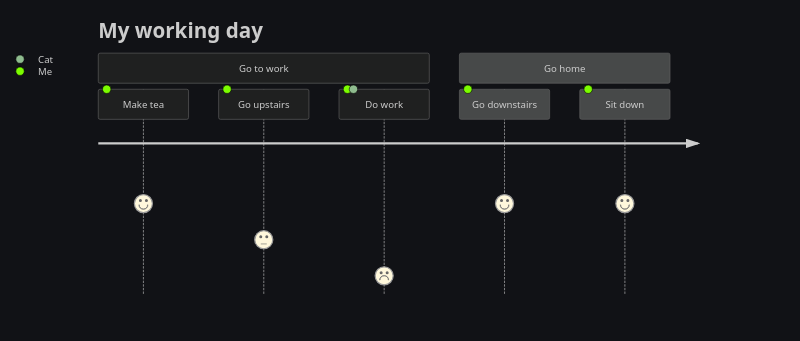 My working day
Cat
Me
Go to work
Go home
Make tea
Go upstairs
Do work
Go downstairs
Sit down